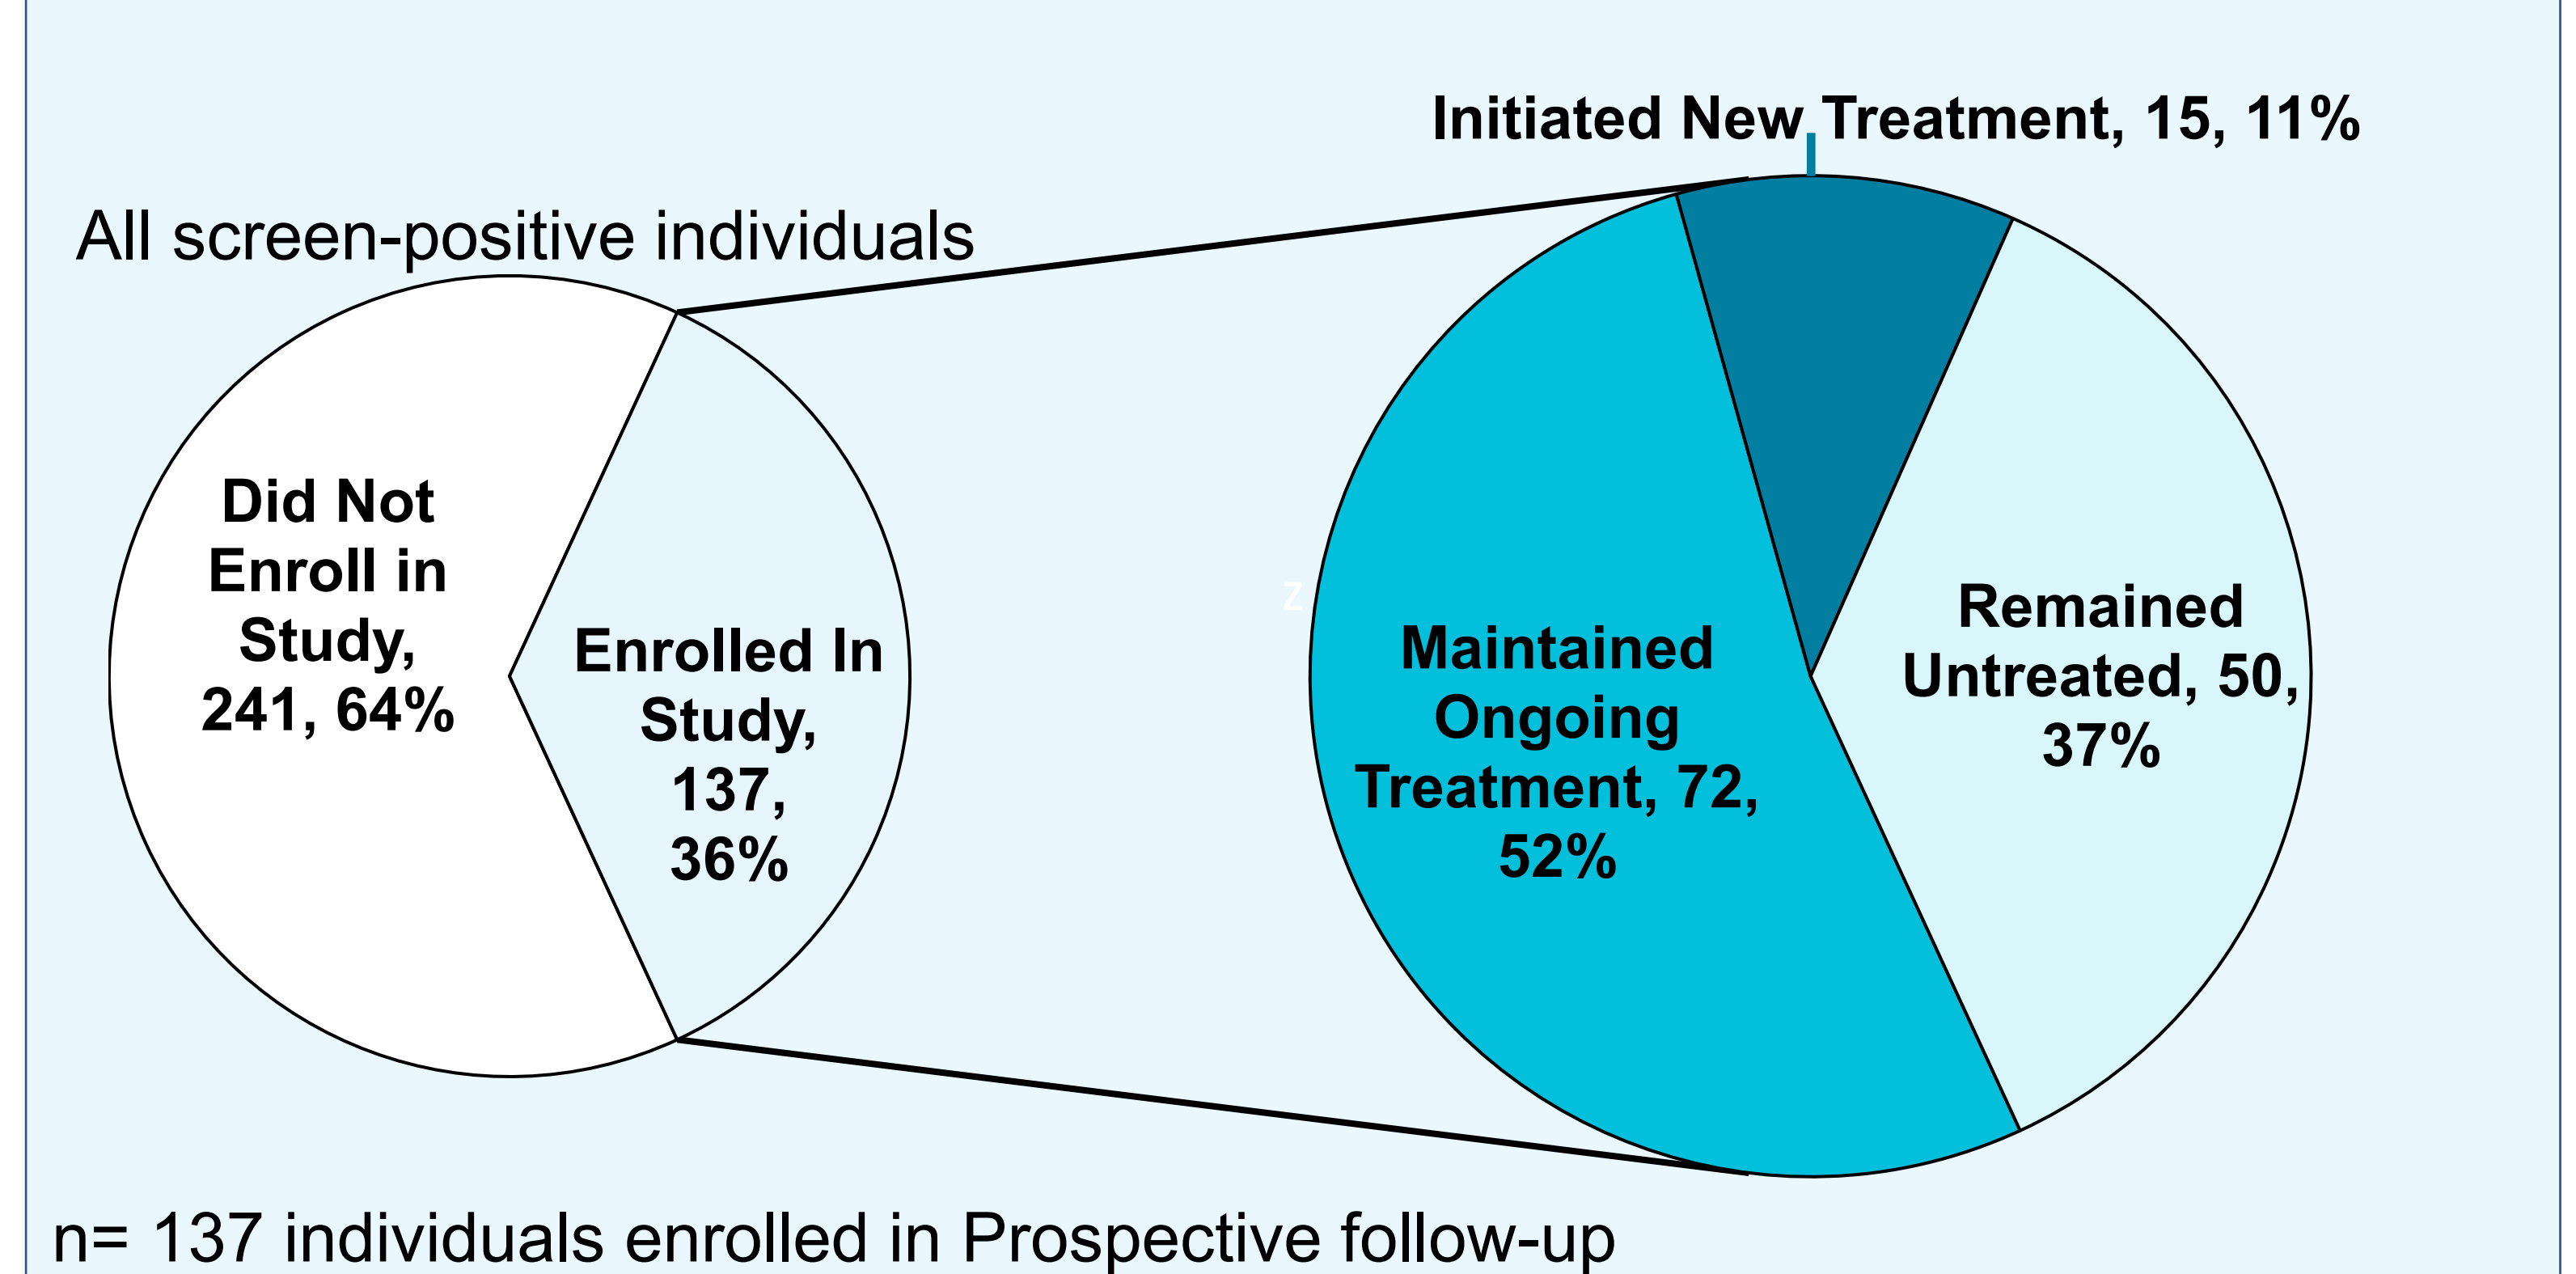 Initiated New Treatment, 15, 11%
All screen-positive individuals
Did Not
Enroll in
Study,
241, 64%
Enrolled In
Study,
137,
36%
z
Maintained
Ongoing
Treatment, 72,
52%
Remained
Untreated, 50,
37%
n= 137 individuals enrolled in Prospective follow-up